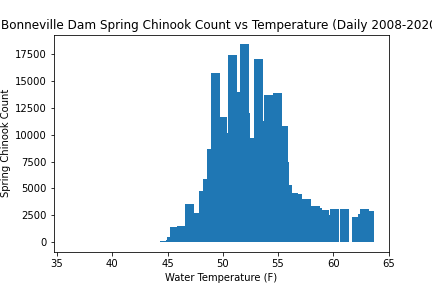 Bonneville Dam Spring Chinook Count vs Temperature (Daily 2008-2020
17500
15000
12500
10000
7500
5000
2500
0
Spring Chinook Count
35 40 45 50 55 60 65
Water Temperature (F)